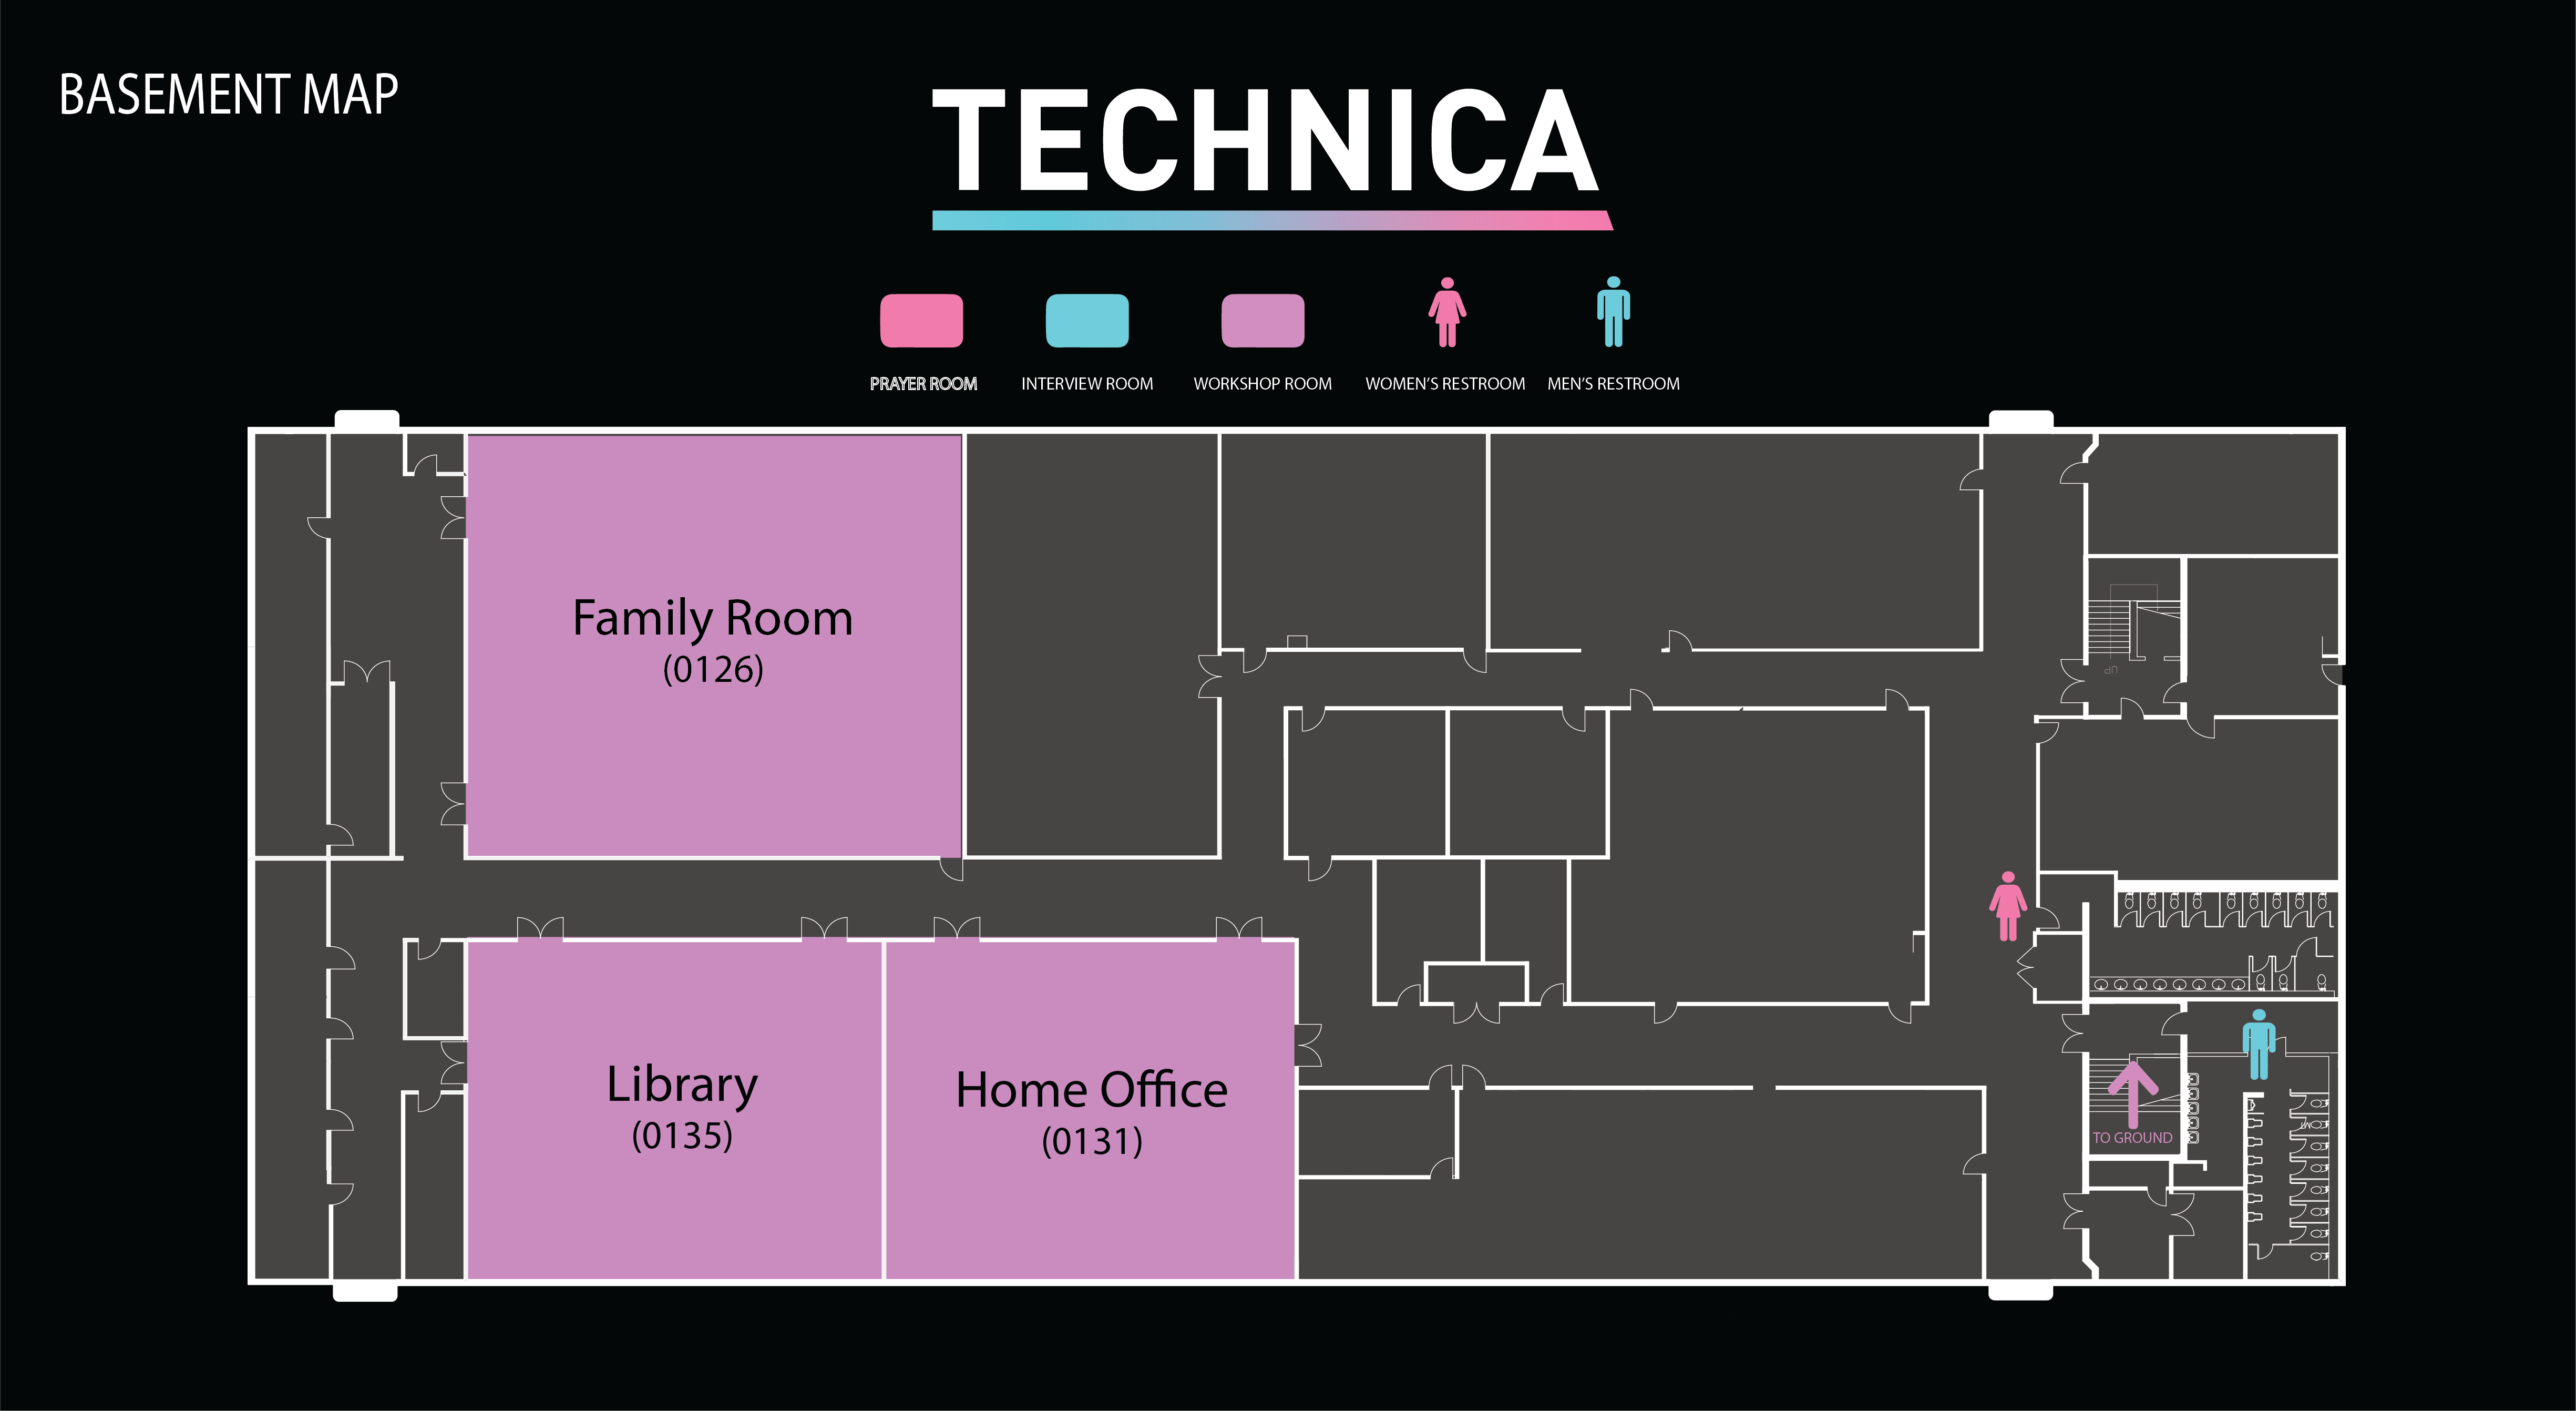 BASEMENT MAP
TECHNICA
PRAYER ROOM
INTERVIEW ROOM
WORKSHOP ROOM
WOMEN'S RESTROOM
MEN'S RESTROOM
Family Room
(0126)
UP
Library
(0135)
Home Office
(0131)
TO GROUND